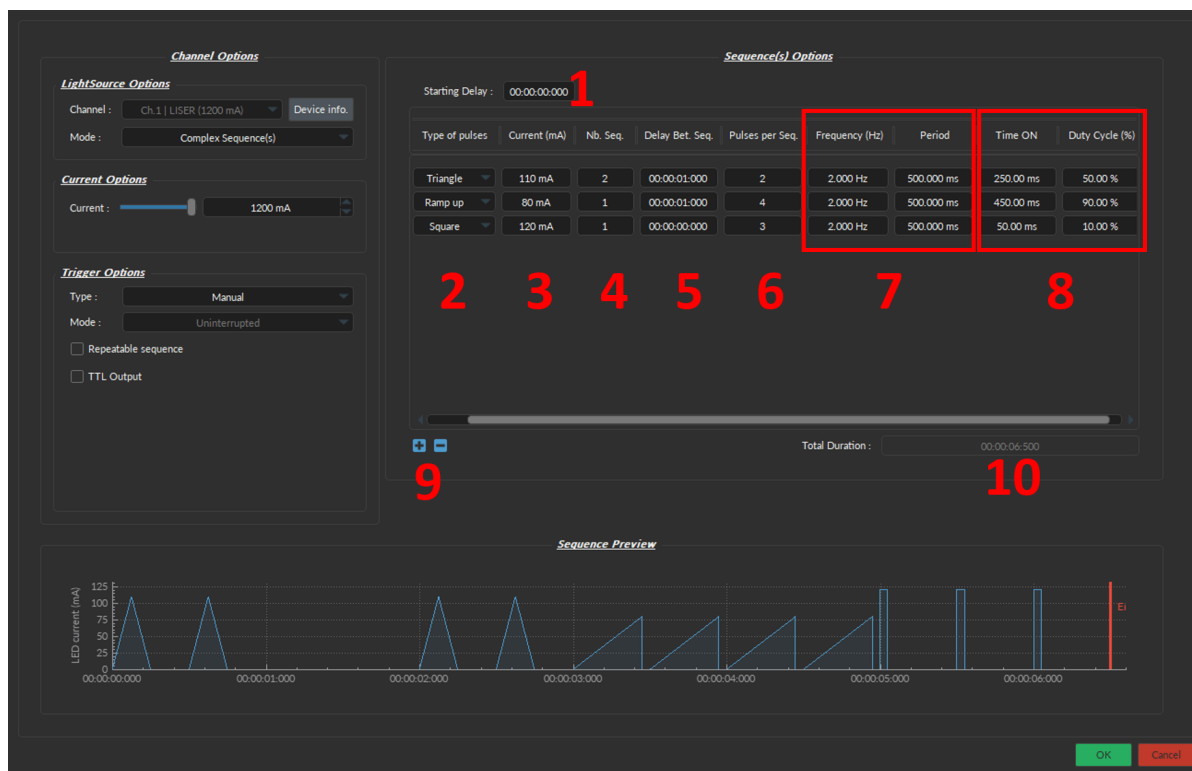 Channel Options
LightSource Options
Channel : Ch.1 | LISER (1200 mA) Device info.
Mode : Complex Sequence(s)
Current Options
Current : 1200 mA
Trigger Options
Type : Manual
Mode : Uninterrupted
Repeatable sequence
TTL Output
Sequence(s) Options
Starting Delay : 00:00:00:000 1
Type of pulses Current (mA) Nb. Seq. Delay Bet. Seq. Pulses per Seq. Frequency (Hz) Period Time ON Duty Cycle (%)
Triangle 110 mA 2 00:00:01:000 2 2.000 Hz 500.000 ms 250.00 ms 50.00 %
Ramp up 80 mA 1 00:00:01:000 4 2.000 Hz 500.000 ms 450.00 ms 90.00 %
Square 120 mA 1 00:00:00:000 3 2.000 Hz 500.000 ms 50.00 ms 10.00 %
2 3 4 5 6 7 8
Total Duration : 00:00:06:500
9 10
Sequence Preview
LED current (mA)
125
100
75
50
25
0
00:00:00:000 00:00:01:000 00:00:02:000 00:00:03:000 00:00:04:000 00:00:05:000 00:00:06:000
OK Cancel